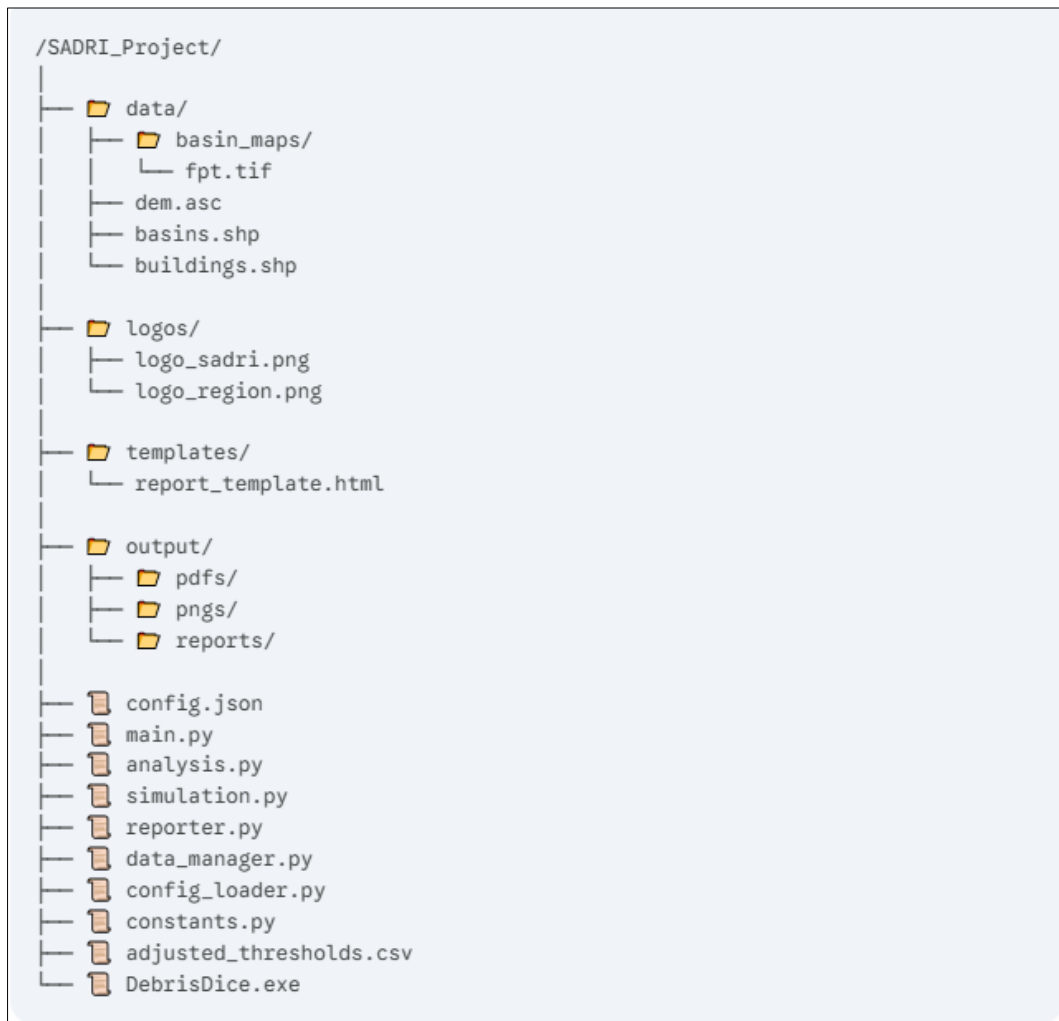 /SADRI_Project/
│
├── 📂 data/
│   ├── 📂 basin_maps/
│   │   └── fpt.tif
│   ├── dem.asc
│   ├── basins.shp
│   └── buildings.shp
│
├── 📂 logos/
│   ├── logo_sadri.png
│   └── logo_region.png
│
├── 📂 templates/
│   └── report_template.html
│
├── 📂 output/
│   ├── 📂 pdfs/
│   ├── 📂 pngs/
│   └── 📂 reports/
│
├── 📜 config.json
├── 📜 main.py
├── 📜 analysis.py
├── 📜 simulation.py
├── 📜 reporter.py
├── 📜 data_manager.py
├── 📜 config_loader.py
├── 📜 constants.py
├── 📜 adjusted_thresholds.csv
└── 📜 DebrisDice.exe